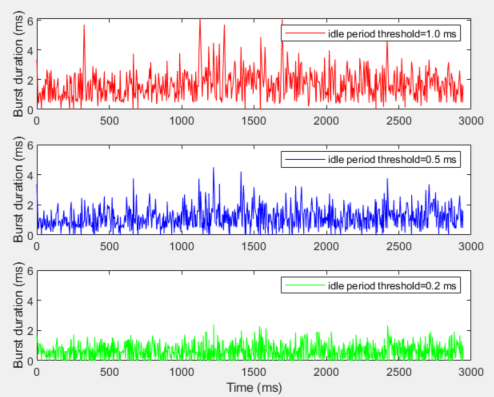 6
4
2
0
Burst duration (ms)
idle period threshold=1.0 ms
0 500 1000 1500 2000 2500 3000
6
4
2
0
Burst duration (ms)
idle period threshold=0.5 ms
0 500 1000 1500 2000 2500 3000
6
4
2
0
Burst duration (ms)
idle period threshold=0.2 ms
0 500 1000 1500 2000 2500 3000
Time (ms)